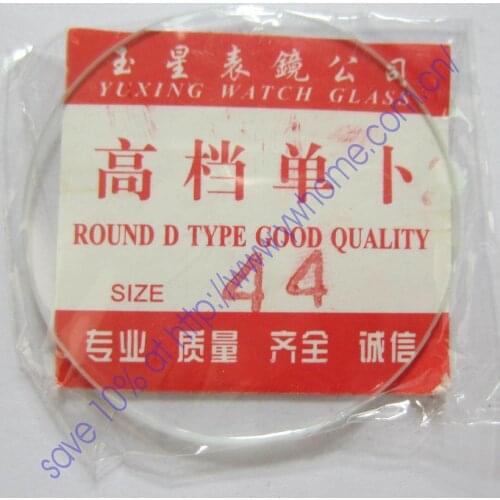 玉星表鏡公司
YUXING WATCH GLASS
高档单卜
ROUND D TYPE GOOD QUALITY
SIZE 44
专业 质量 齐全 诚信
save 10% at http://www.vwhome.com.cn/